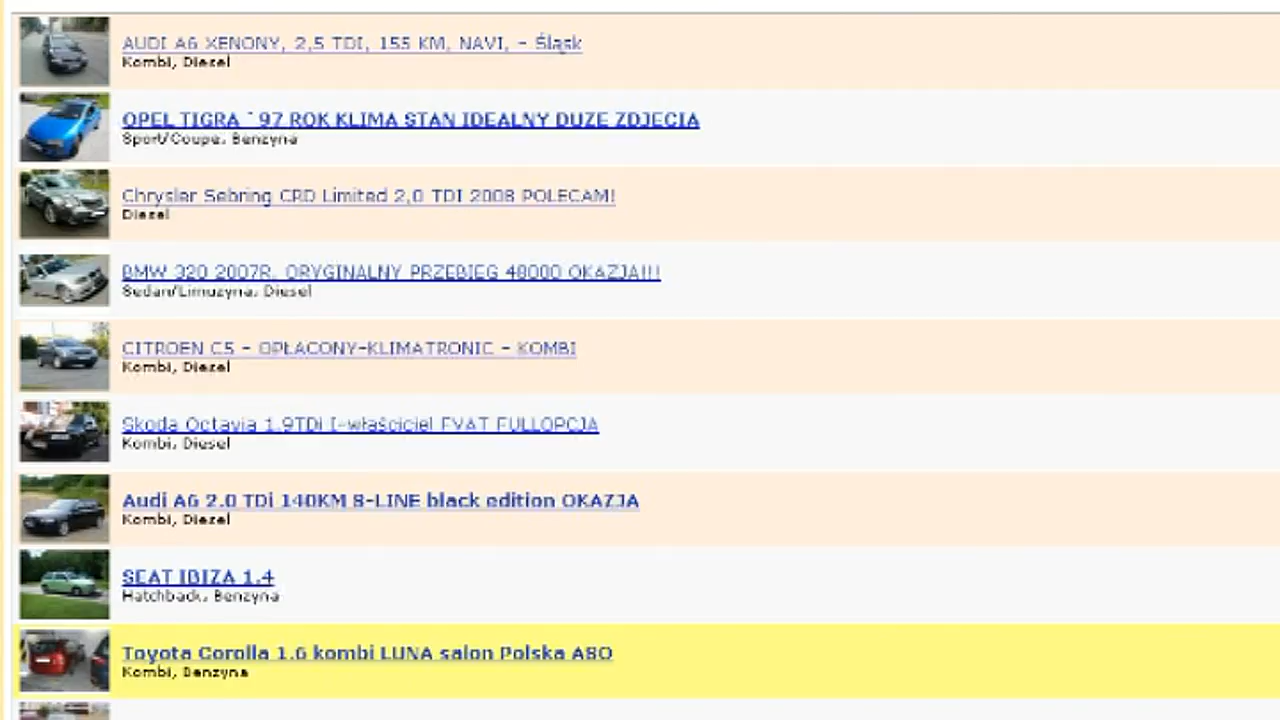 AUDI A6 XENONY, 2,5 TDI, 155 KM, NAVI, - Śląsk
Kombi, Diesel
OPEL TIGRA `97 ROK KLIMA STAN IDEALNY DUZE ZDJECIA
Sport/Coupe, Benzyna
Chrysler Sebring CRD Limited 2,0 TDI 2008 POLECAM!
Diesel
BMW 320 2007R. ORYGINALNY PRZEBIEG 48000 OKAZJA!!!
Sedan/Limuzyna, Diesel
CITROEN C5 - OPŁACONY-KLIMATRONIC - KOMBI
Kombi, Diesel
Skoda Octavia 1.9TDi I-właściciel FVAT FULLOPCJA
Kombi, Diesel
Audi A6 2.0 TDi 140KM S-LINE black edition OKAZJA
Kombi, Diesel
SEAT IBIZA 1.4
Hatchback, Benzyna
Toyota Corolla 1.6 kombi LUNA salon Polska ABO
Kombi, Benzyna